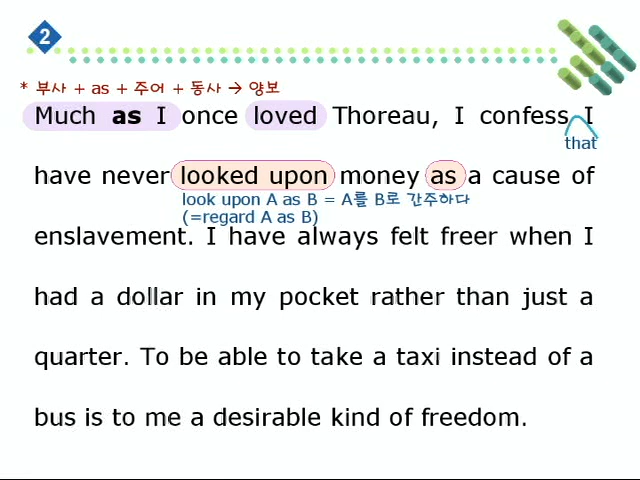 2
* 부사 + as + 주어 + 동사 → 양보
Much as I once loved Thoreau, I confess I
that
have never looked upon money as a cause of
look upon A as B = A를 B로 간주하다
(=regard A as B)
enslavement. I have always felt freer when I
had a dollar in my pocket rather than just a
quarter. To be able to take a taxi instead of a
bus is to me a desirable kind of freedom.